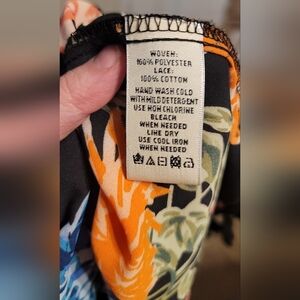 WOVEN:
100% POLYESTER
LACE:
100% COTTON
HAND WASH COLD
WITH MILD DETERGENT
USE NON CHLORINE
BLEACH
WHEN NEEDED
LINE DRY
USE COOL IRON
WHEN NEEDED